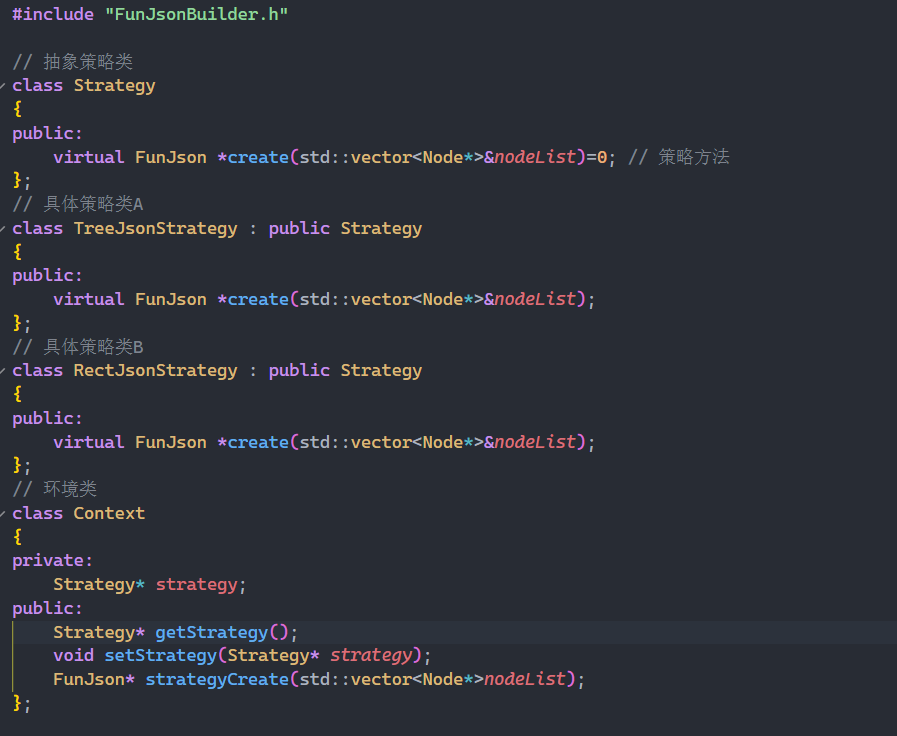 #include "FunJsonBuilder.h"
// 抽象策略类
class Strategy
{
public:
    virtual FunJson *create(std::vector<Node*>&nodeList)=0; // 策略方法
};
// 具体策略类A
class TreeJsonStrategy : public Strategy
{
public:
    virtual FunJson *create(std::vector<Node*>&nodeList);
};
// 具体策略类B
class RectJsonStrategy : public Strategy
{
public:
    virtual FunJson *create(std::vector<Node*>&nodeList);
};
// 环境类
class Context
{
private:
    Strategy* strategy;
public:
    Strategy* getStrategy();
    void setStrategy(Strategy* strategy);
    FunJson* strategyCreate(std::vector<Node*>nodeList);
};